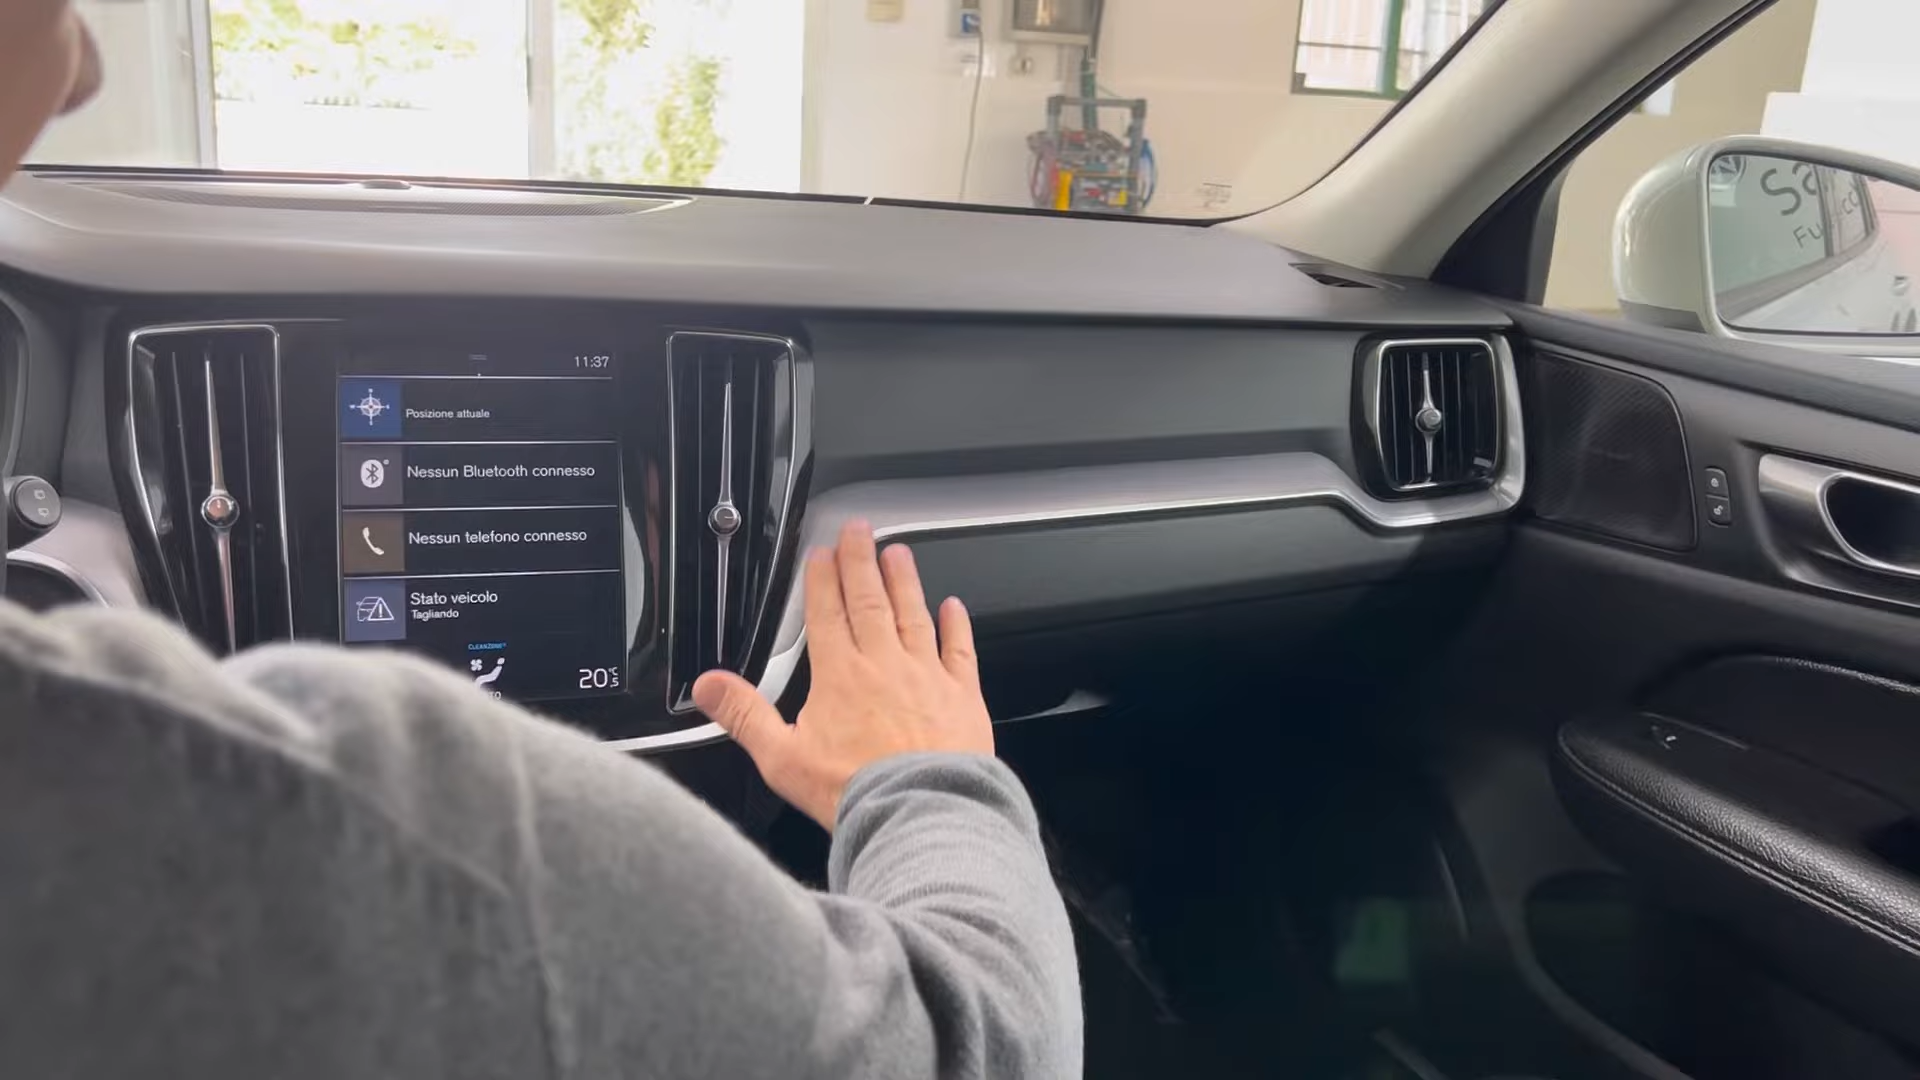 11:37
Posizione attuale
Nessun Bluetooth connesso
Nessun telefono connesso
Stato veicolo
Tagliando
CLEANZONE
20°C